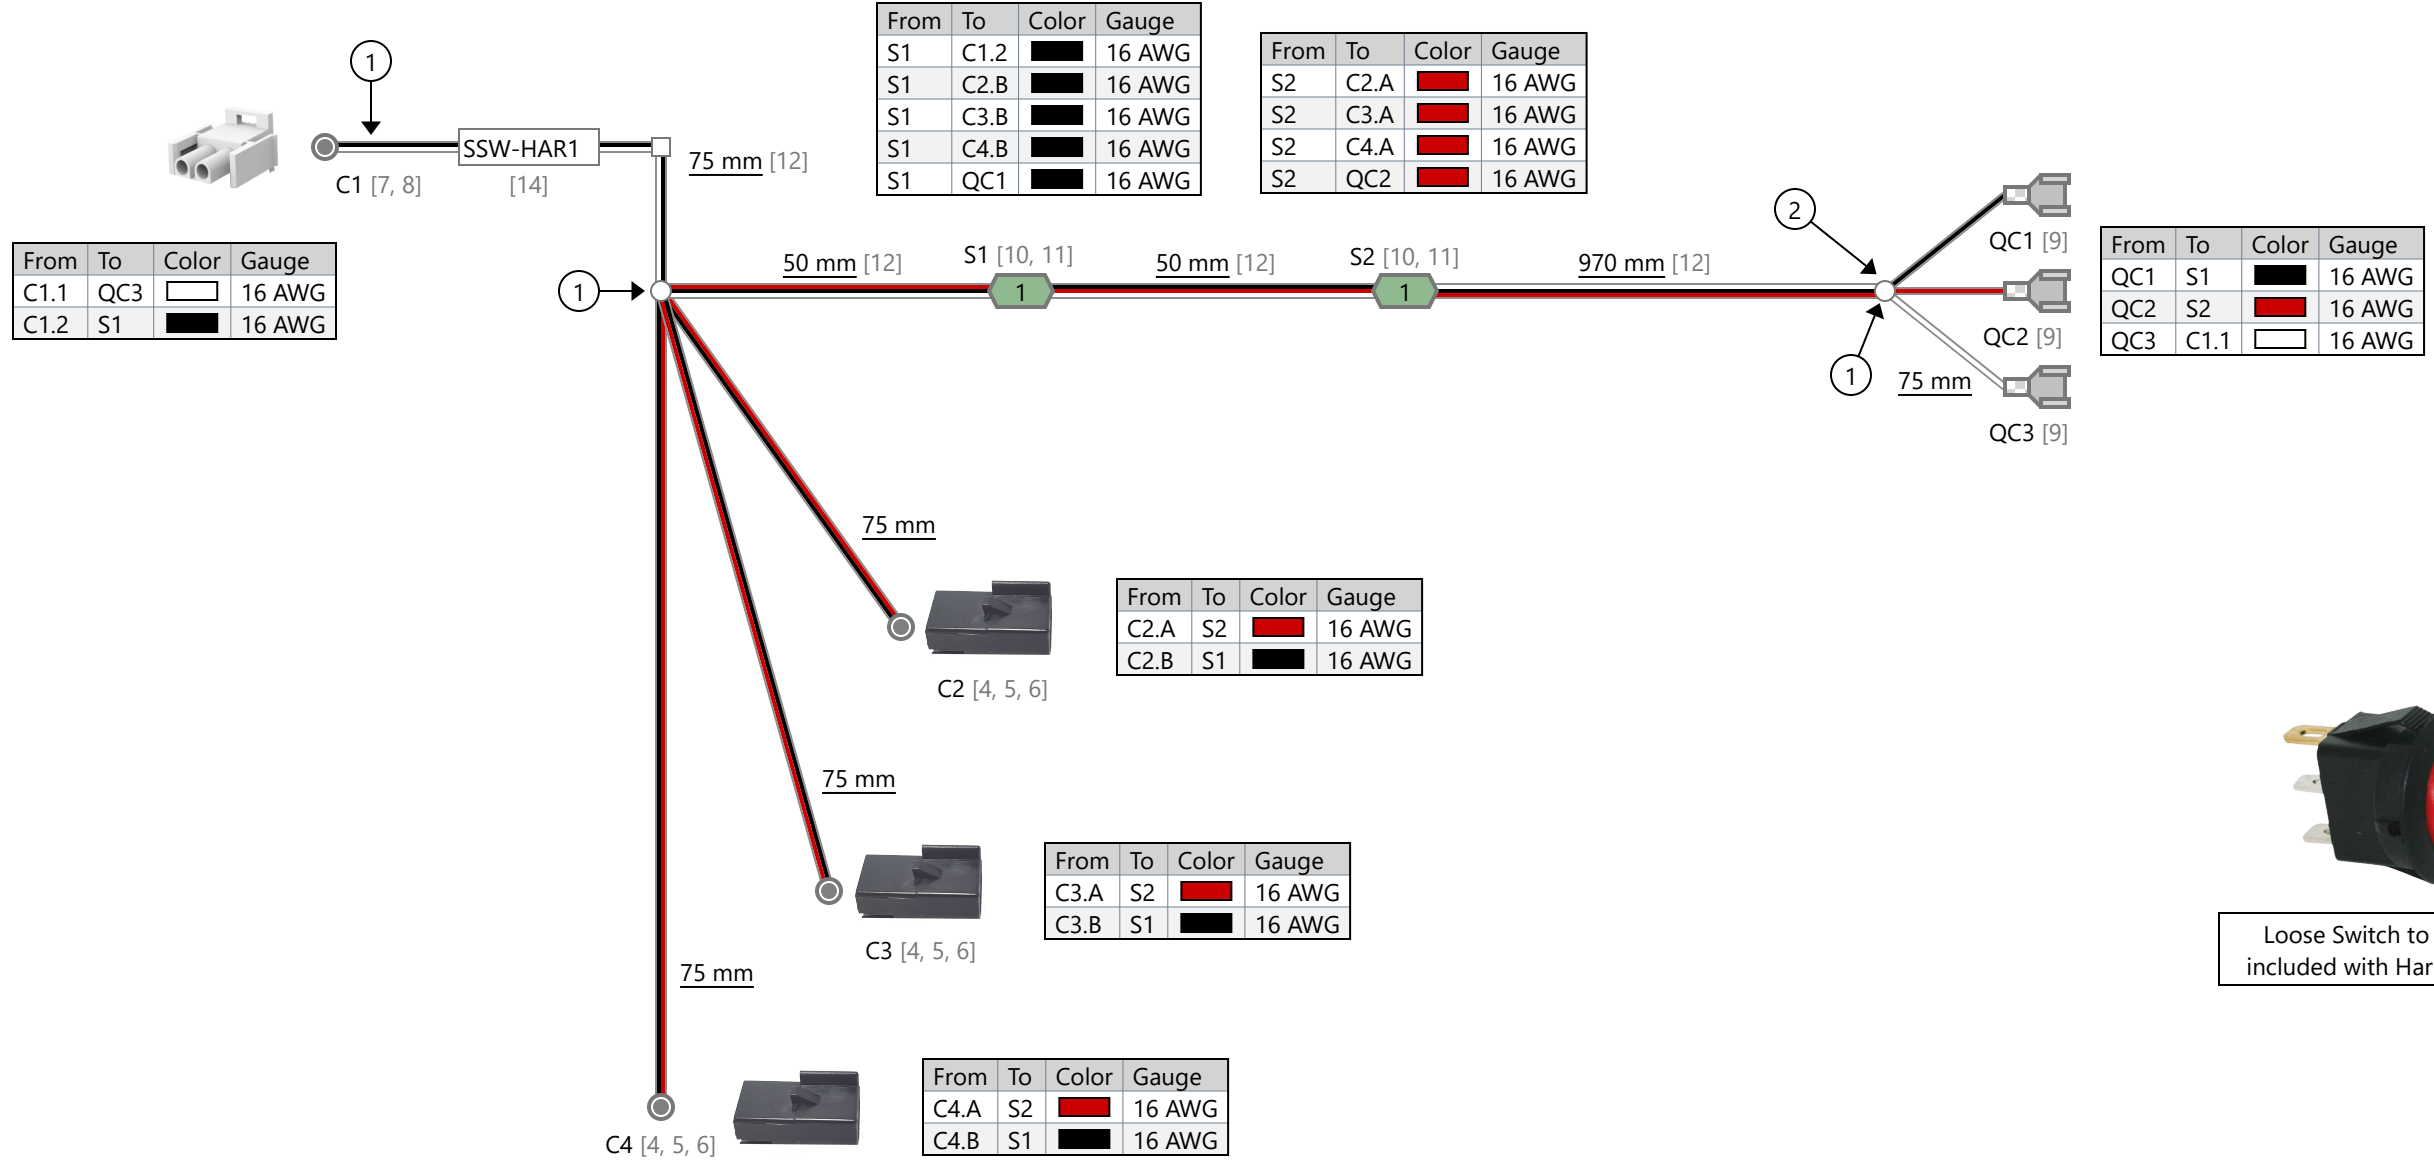 1
SSW-HAR1
C1 [7, 8]
[14]
75 mm [12]
From To Color Gauge
C1.1 QC3 16 AWG
C1.2 S1 16 AWG
From To Color Gauge
S1 C1.2 16 AWG
S1 C2.B 16 AWG
S1 C3.B 16 AWG
S1 C4.B 16 AWG
S1 QC1 16 AWG
From To Color Gauge
S2 C2.A 16 AWG
S2 C3.A 16 AWG
S2 C4.A 16 AWG
S2 QC2 16 AWG
1
50 mm [12]
S1 [10, 11]
1
50 mm [12]
S2 [10, 11]
1
970 mm [12]
2
1
75 mm
QC1 [9]
QC2 [9]
QC3 [9]
From To Color Gauge
QC1 S1 16 AWG
QC2 S2 16 AWG
QC3 C1.1 16 AWG
75 mm
C2 [4, 5, 6]
From To Color Gauge
C2.A S2 16 AWG
C2.B S1 16 AWG
75 mm
C3 [4, 5, 6]
From To Color Gauge
C3.A S2 16 AWG
C3.B S1 16 AWG
75 mm
C4 [4, 5, 6]
From To Color Gauge
C4.A S2 16 AWG
C4.B S1 16 AWG
Loose Switch to
included with Har